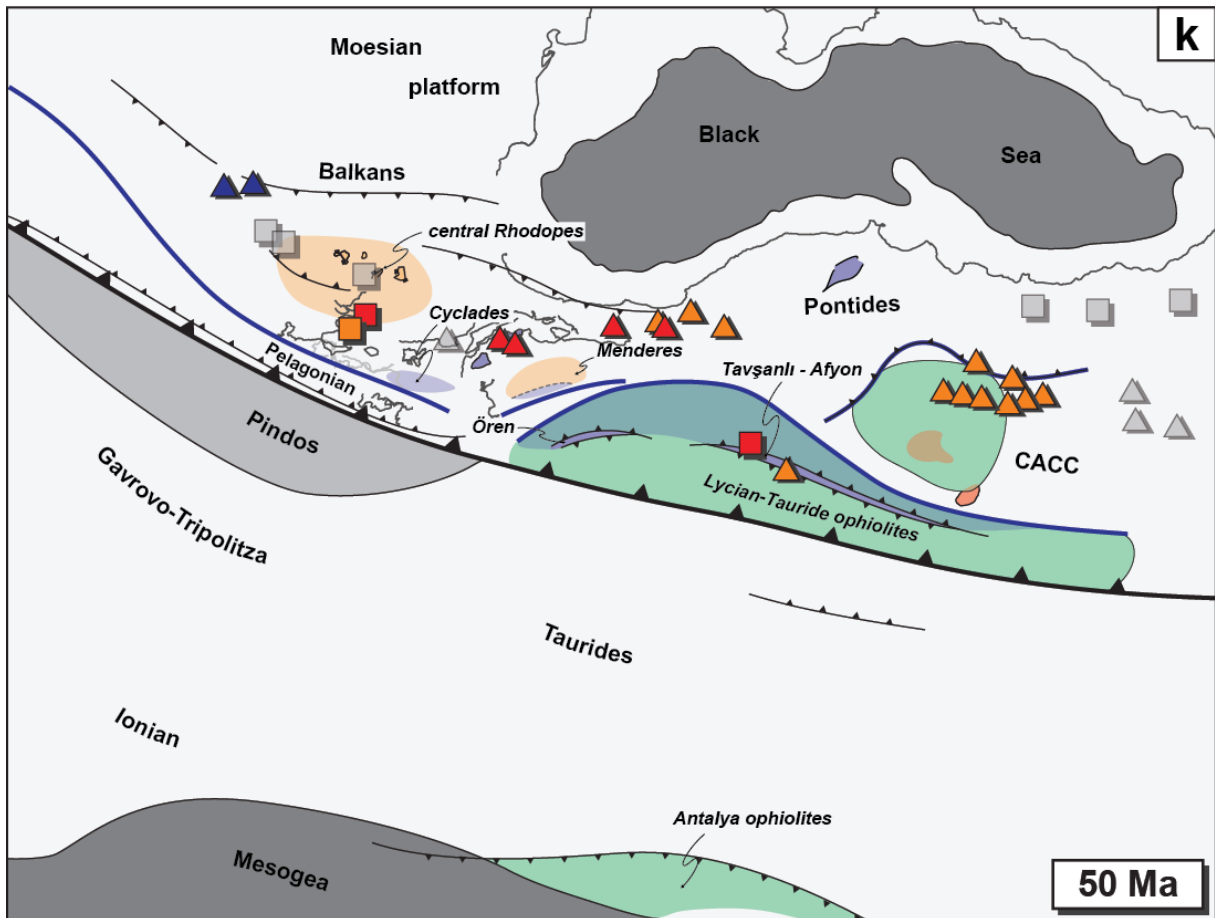 k
Moesian
platform
Black
Sea
Balkans
central Rhodopes
Cyclades
Pontides
Menderes
Tavşanlı - Afyon
Pelagonian
Pindos
Ören
CACC
Lycian-Tauride ophiolites
Gavrovo-Tripolitza
Taurides
Ionian
Antalya ophiolites
Mesogea
50 Ma